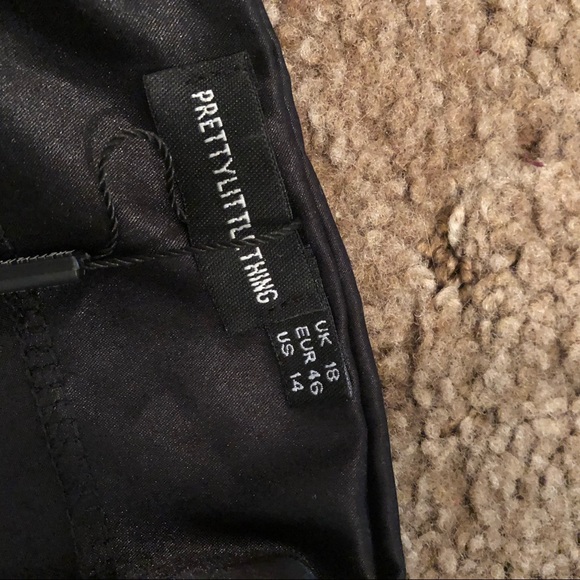 PRETTYLITTLETHING
UK 18
EUR 46
US 14